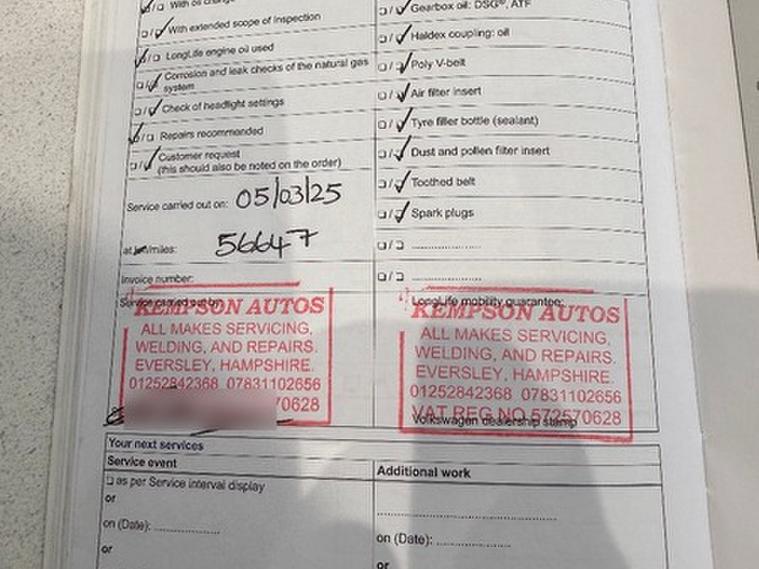 With oil change
With extended scope of inspection
LongLife engine oil used
Corrosion and leak checks of the natural gas
system
Check of headlight settings
Repairs recommended
Customer request
(this should also be noted on the order)
Service carried out on: 05/03/25
at km/miles: 56647
Invoice number:
Service carried out by:
KEMPSON AUTOS
ALL MAKES SERVICING,
WELDING, AND REPAIRS.
EVERSLEY, HAMPSHIRE.
01252842368 07831102656
70628
Gearbox oil: DSG®, ATF
Haldex coupling: oil
Poly V-belt
Air filter insert
Tyre filler bottle (sealant)
Dust and pollen filter insert
Toothed belt
Spark plugs
LongLife mobility guarantee:
KEMPSON AUTOS
ALL MAKES SERVICING,
WELDING, AND REPAIRS.
EVERSLEY, HAMPSHIRE.
01252842368 07831102656
VAT REG NO 572570628
Volkswagen dealership stamp
Your next services
Service event
as per Service interval display
or
on (Date):
or
Additional work
on (Date):
or